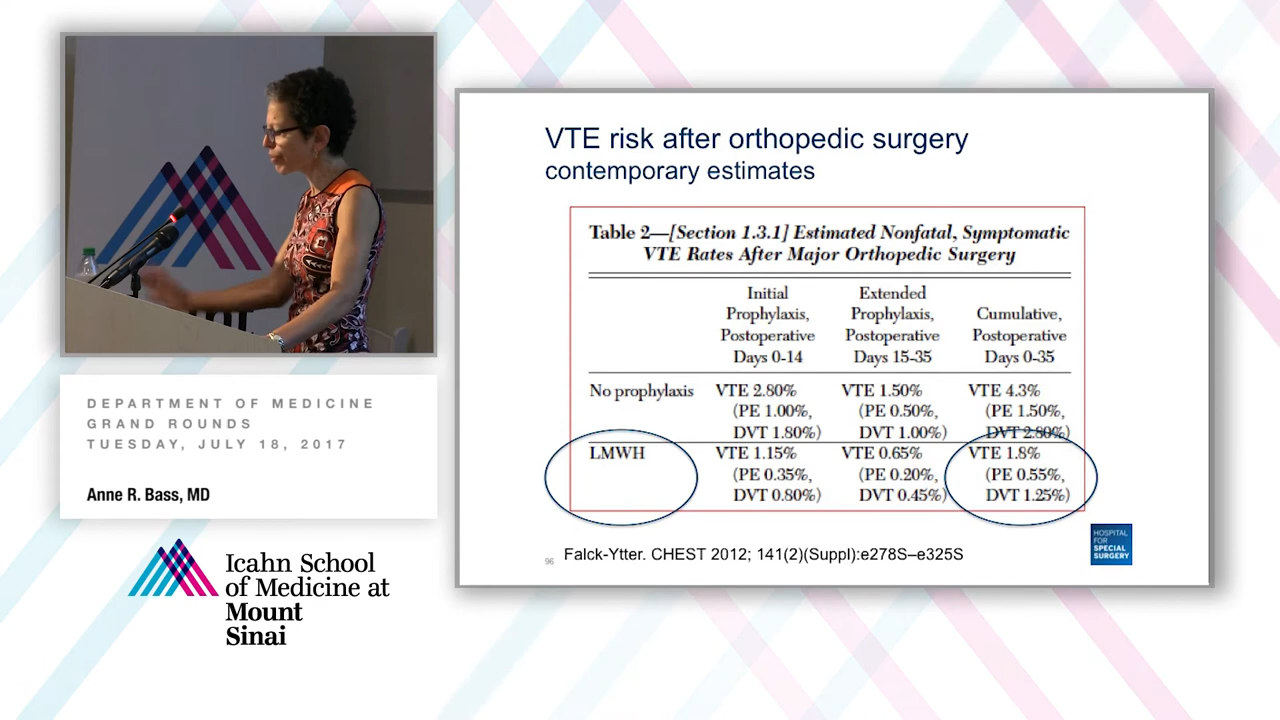 DEPARTMENT OF MEDICINE
GRAND ROUNDS
TUESDAY, JULY 18, 2017
Anne R. Bass, MD
Icahn School
of Medicine at
Mount
Sinai
VTE risk after orthopedic surgery
contemporary estimates
Table 2—[Section 1.3.1] Estimated Nonfatal, Symptomatic
VTE Rates After Major Orthopedic Surgery
Initial Prophylaxis, Postoperative Days 0-14
Extended Prophylaxis, Postoperative Days 15-35
Cumulative, Postoperative Days 0-35
No prophylaxis VTE 2.80% VTE 1.50% VTE 4.3%
(PE 1.00%, (PE 0.50%, (PE 1.50%,
DVT 1.80%) DVT 1.00%) DVT 2.80%)
LMWH VTE 1.15% VTE 0.65% VTE 1.8%
(PE 0.35%, (PE 0.20%, (PE 0.55%,
DVT 0.80%) DVT 0.45%) DVT 1.25%)
96 Falck-Ytter. CHEST 2012; 141(2)(Suppl):e278S–e325S
HOSPITAL
FOR
SPECIAL
SURGERY